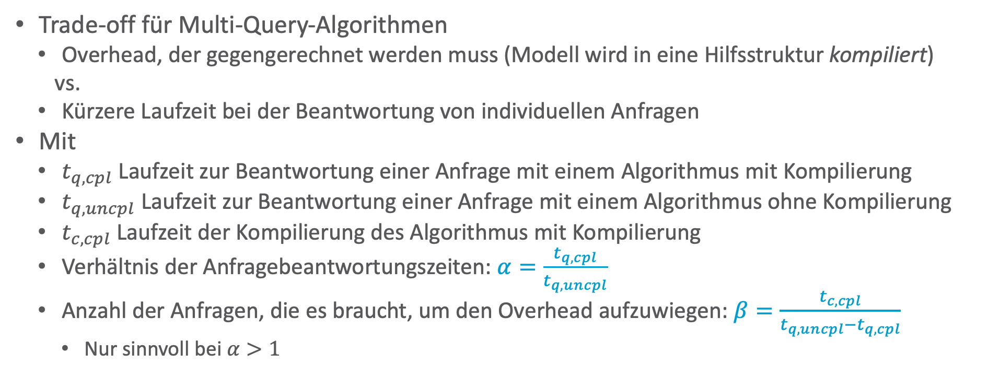 • Trade-off für Multi-Query-Algorithmen
• Overhead, der gegengerechnet werden muss (Modell wird in eine Hilfsstruktur kompiliert)
vs.
• Kürzere Laufzeit bei der Beantwortung von individuellen Anfragen
• Mit
• t_{q,cpl} Laufzeit zur Beantwortung einer Anfrage mit einem Algorithmus mit Kompilierung
• t_{q,uncpl} Laufzeit zur Beantwortung einer Anfrage mit einem Algorithmus ohne Kompilierung
• t_{c,cpl} Laufzeit der Kompilierung des Algorithmus mit Kompilierung
• Verhältnis der Anfragebeantwortungszeiten: α = \frac{t_{q,cpl}}{t_{q,uncpl}}
• Anzahl der Anfragen, die es braucht, um den Overhead aufzuwiegen: β = \frac{t_{c,cpl}}{t_{q,uncpl}−t_{q,cpl}}
• Nur sinnvoll bei α > 1